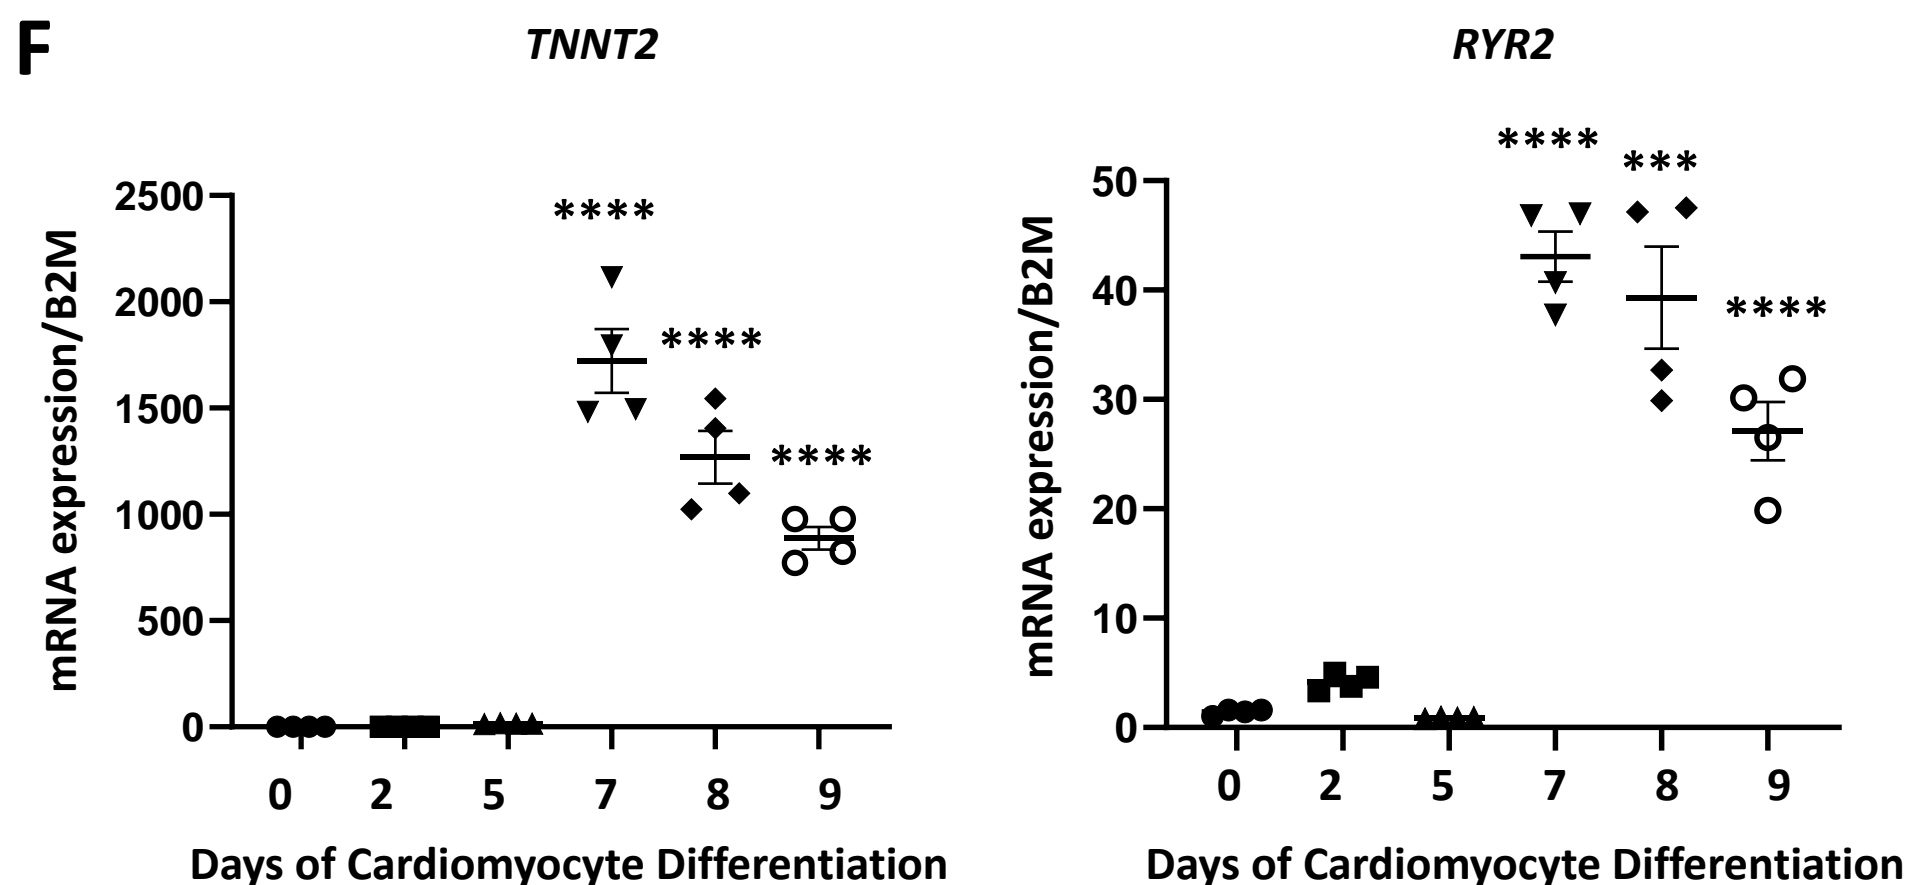 F
TNNT2
mRNA expression/B2M
2500
2000
1500
1000
500
0
****
****
****
0 2 5 7 8 9
Days of Cardiomyocyte Differentiation
RYR2
mRNA expression/B2M
50
40
30
20
10
0
****
***
****
0 2 5 7 8 9
Days of Cardiomyocyte Differentiation